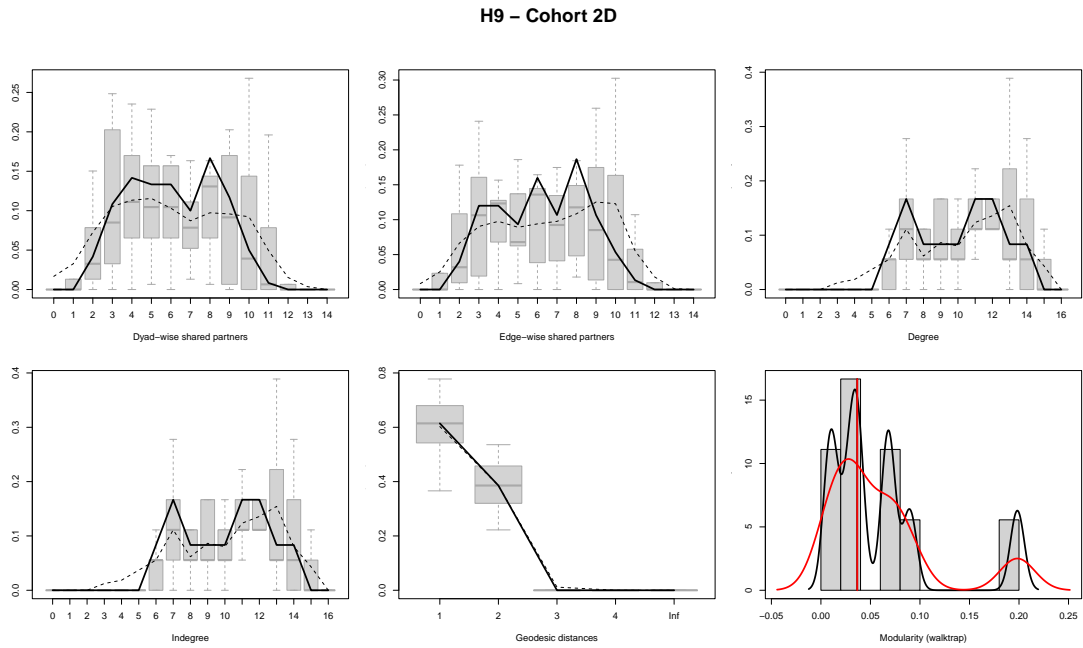 H9 – Cohort 2D
0.00 0.05 0.10 0.15 0.20 0.25
0 1 2 3 4 5 6 7 8 9 10 11 12 13 14
Dyad−wise shared partners
0.00 0.05 0.10 0.15 0.20 0.25 0.30
0 1 2 3 4 5 6 7 8 9 10 11 12 13 14
Edge−wise shared partners
0.0 0.1 0.2 0.3 0.4
0 1 2 3 4 5 6 7 8 9 10 12 14 16
Degree
0.0 0.1 0.2 0.3 0.4
0 1 2 3 4 5 6 7 8 9 10 12 14 16
Indegree
0.0 0.2 0.4 0.6 0.8
1 2 3 4 Inf
Geodesic distances
0 5 10 15
−0.05 0.00 0.05 0.10 0.15 0.20 0.25
Modularity (walktrap)